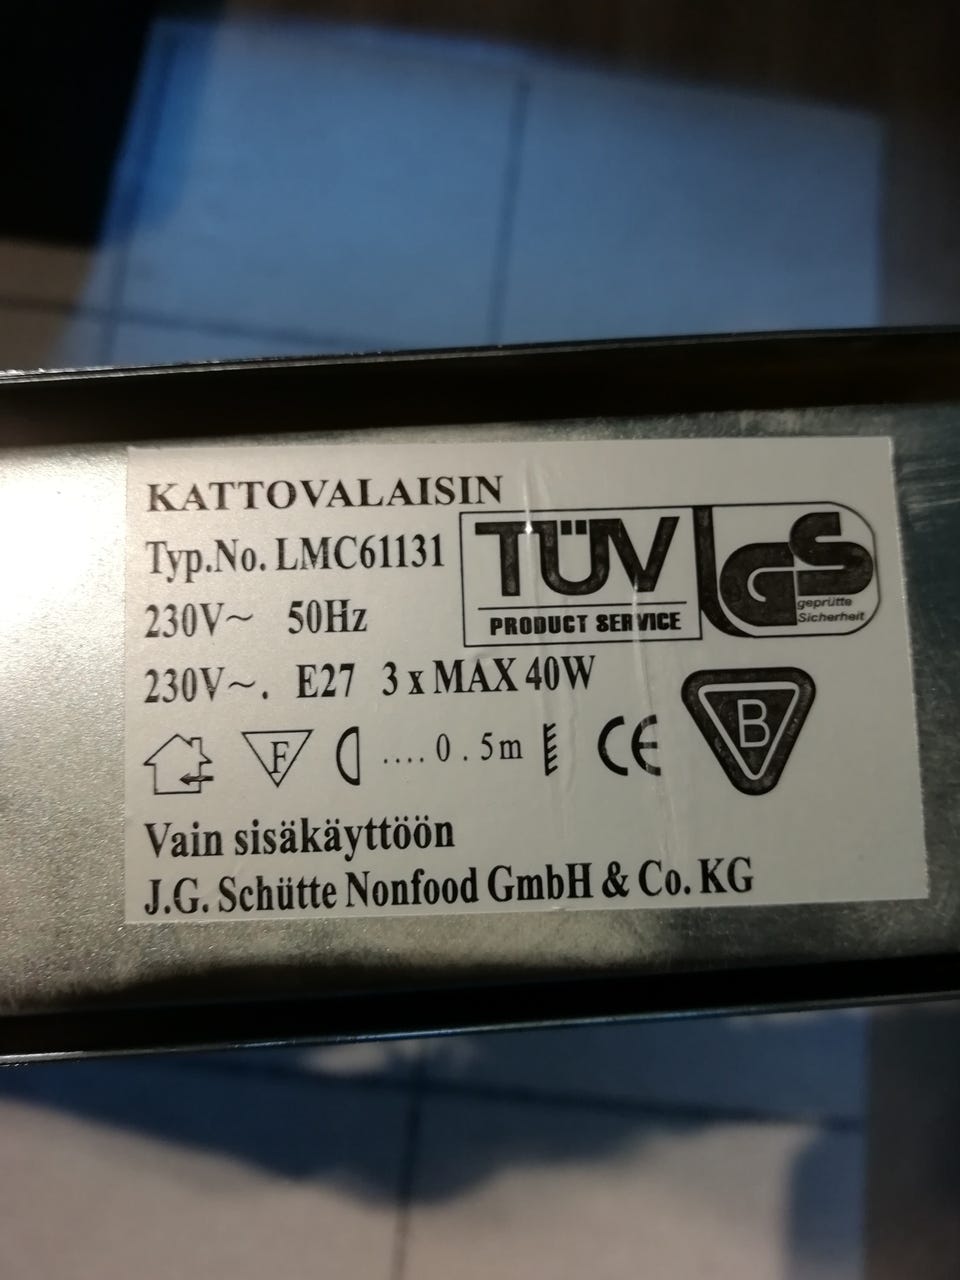 KATTOVALAISIN
Typ.No. LMC61131
TÜV
PRODUCT SERVICE
GS
geprüfte
Sicherheit
230V~ 50Hz
230V~. E27 3 x MAX 40W
F .... 0.5m CE
B
Vain sisäkäyttöön
J.G. Schütte Nonfood GmbH & Co. KG